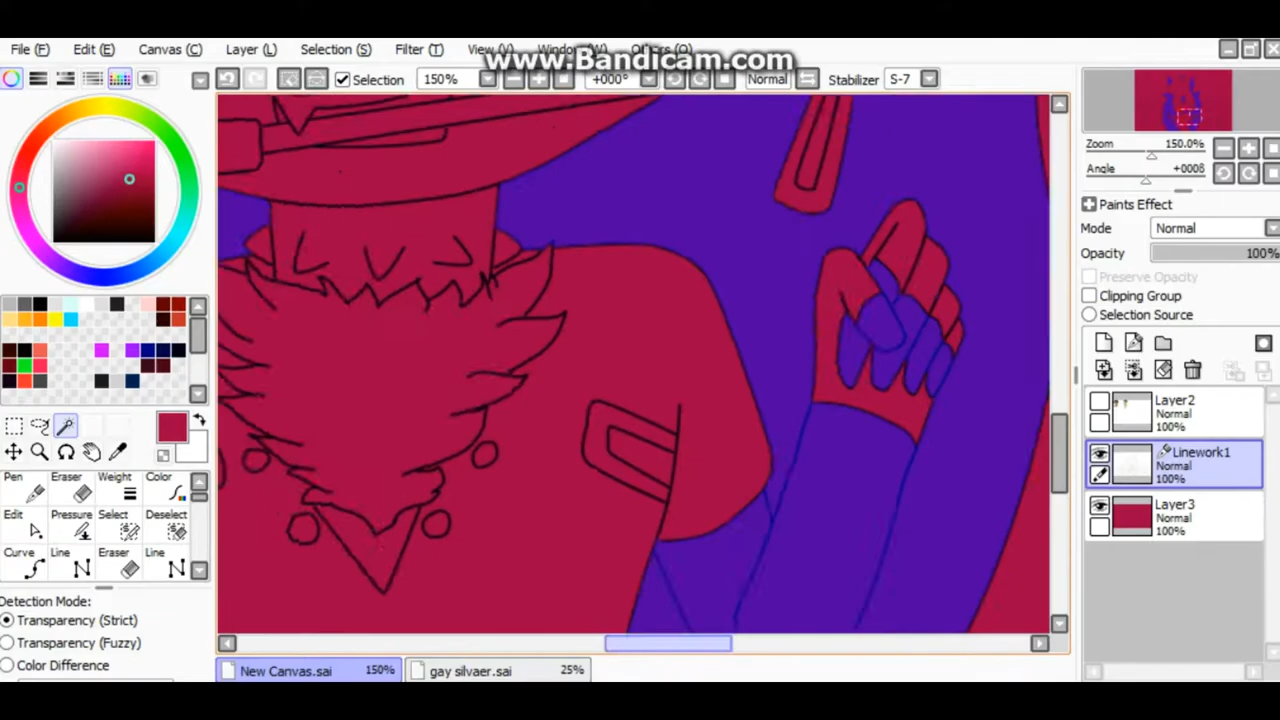 www.Bandicam.com
File (F) Edit (E) Canvas (C) Layer (L) Selection (S) Filter (T) View (V) Window (W) Others (O)
Selection 150% +000° Normal Stabilizer S-7
Zoom 150.0%
Angle +000δ
Paints Effect
Mode Normal
Opacity 100%
Preserve Opacity
Clipping Group
Selection Source
Layer2
Normal
100%
Linework1
Normal
100%
Layer3
Normal
100%
Pen Eraser Weight Color
Edit Pressure Select Deselect
Curve Line Eraser Line
Detection Mode:
Transparency (Strict)
Transparency (Fuzzy)
Color Difference
New Canvas.sai 150% gay silvaer.sai 25%